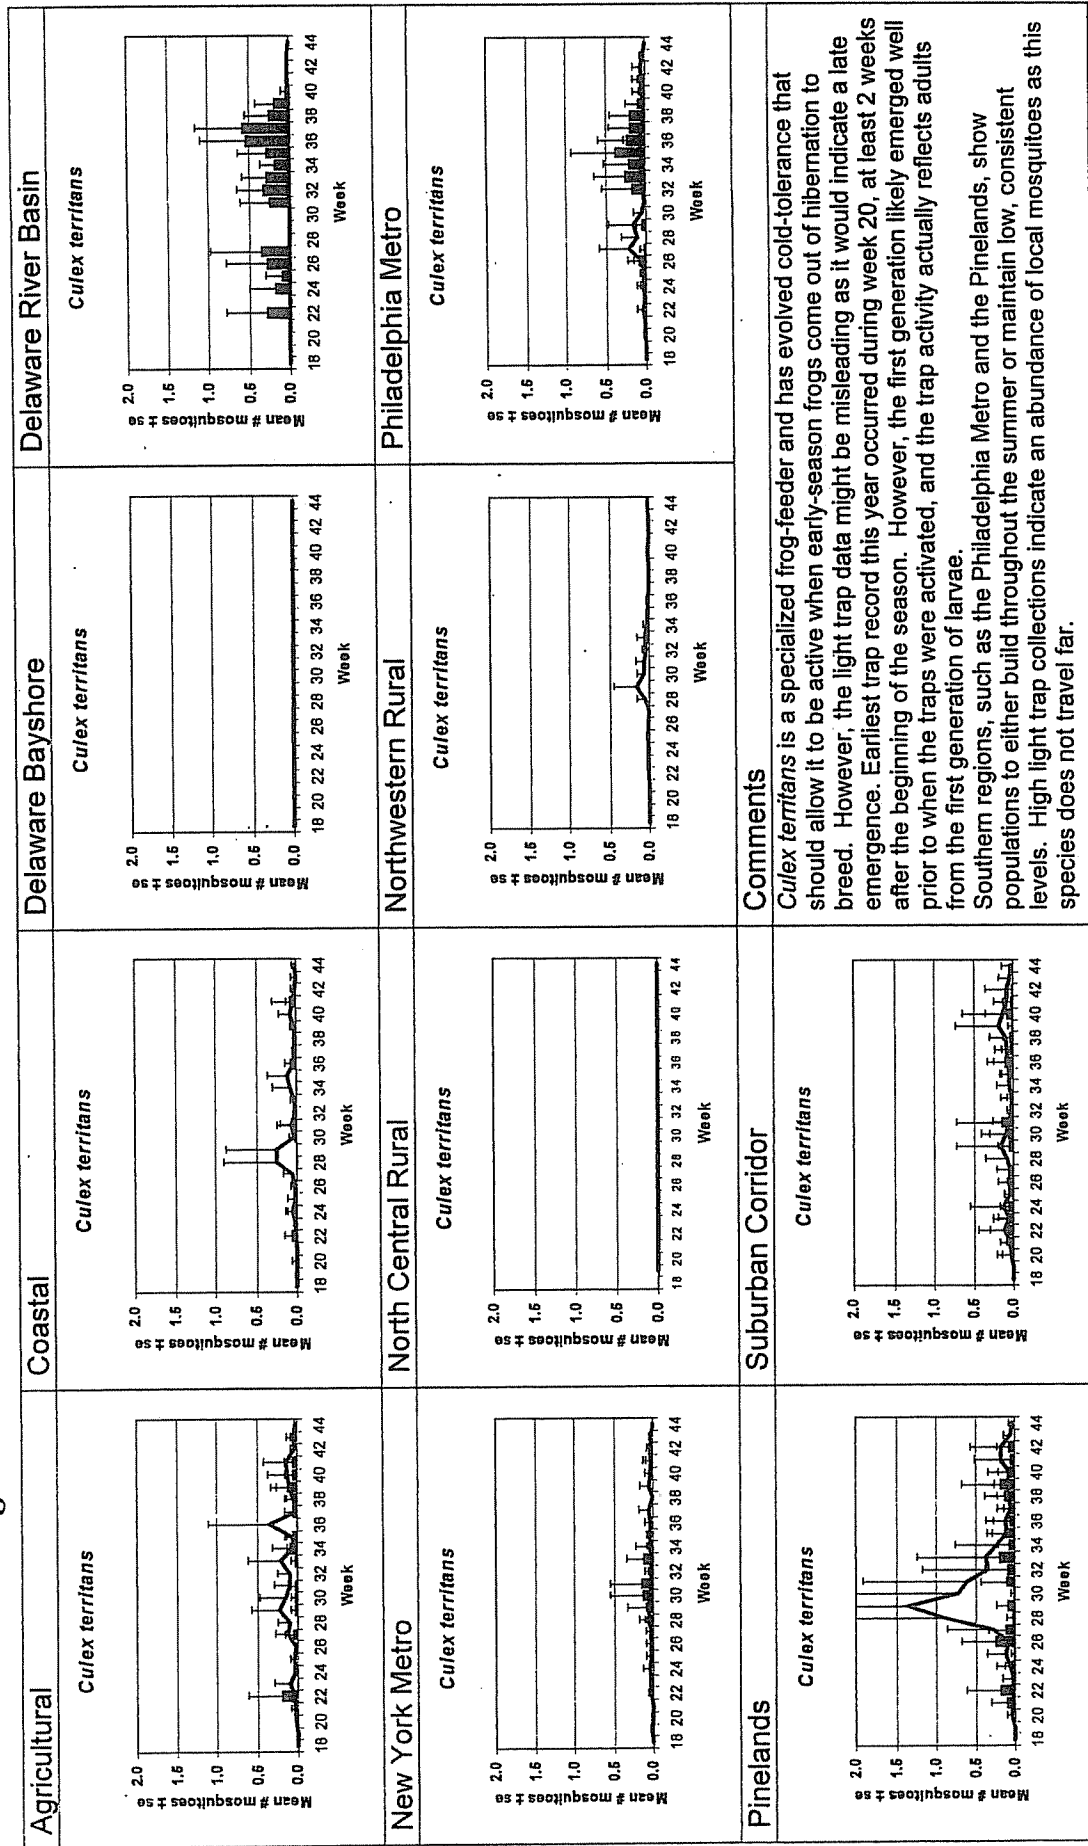 Agricultural
Culex territans
Mean # mosquitoes ± se
2.0
1.5
1.0
0.5
0.0
18 20 22 24 26 28 30 32 34 36 38 40 42 44
Week
Coastal
Culex territans
Mean # mosquitoes ± se
2.0
1.5
1.0
0.5
0.0
18 20 22 24 26 28 30 32 34 36 38 40 42 44
Week
Delaware Bayshore
Culex territans
Mean # mosquitoes ± se
2.0
1.5
1.0
0.5
0.0
18 20 22 24 26 28 30 32 34 36 38 40 42 44
Week
Delaware River Basin
Culex territans
Mean # mosquitoes ± se
2.0
1.5
1.0
0.5
0.0
18 20 22 24 26 28 30 32 34 36 38 40 42 44
Week
New York Metro
Culex territans
Mean # mosquitoes ± se
2.0
1.5
1.0
0.5
0.0
18 20 22 24 26 28 30 32 34 36 38 40 42 44
Week
North Central Rural
Culex territans
Mean # mosquitoes ± se
2.0
1.5
1.0
0.5
0.0
18 20 22 24 26 28 30 32 34 36 38 40 42 44
Week
Northwestern Rural
Culex territans
Mean # mosquitoes ± se
2.0
1.5
1.0
0.5
0.0
18 20 22 24 26 28 30 32 34 36 38 40 42 44
Week
Philadelphia Metro
Culex territans
Mean # mosquitoes ± se
2.0
1.5
1.0
0.5
0.0
18 20 22 24 26 28 30 32 34 36 38 40 42 44
Week
Pinelands
Culex territans
Mean # mosquitoes ± se
2.0
1.5
1.0
0.5
0.0
18 20 22 24 26 28 30 32 34 36 38 40 42 44
Week
Suburban Corridor
Culex territans
Mean # mosquitoes ± se
2.0
1.5
1.0
0.5
0.0
18 20 22 24 26 28 30 32 34 36 38 40 42 44
Week
Comments
Culex territans is a specialized frog-feeder and has evolved cold-tolerance that
should allow it to be active when early-season frogs come out of hibernation to
breed. However, the light trap data might be misleading as it would indicate a late
emergence. Earliest trap record this year occurred during week 20, at least 2 weeks
after the beginning of the season. However, the first generation likely emerged well
prior to when the traps were activated, and the trap activity actually reflects adults
from the first generation of larvae.
Southern regions, such as the Philadelphia Metro and the Pinelands, show
populations to either build throughout the summer or maintain low, consistent
levels. High light trap collections indicate an abundance of local mosquitoes as this
species does not travel far.